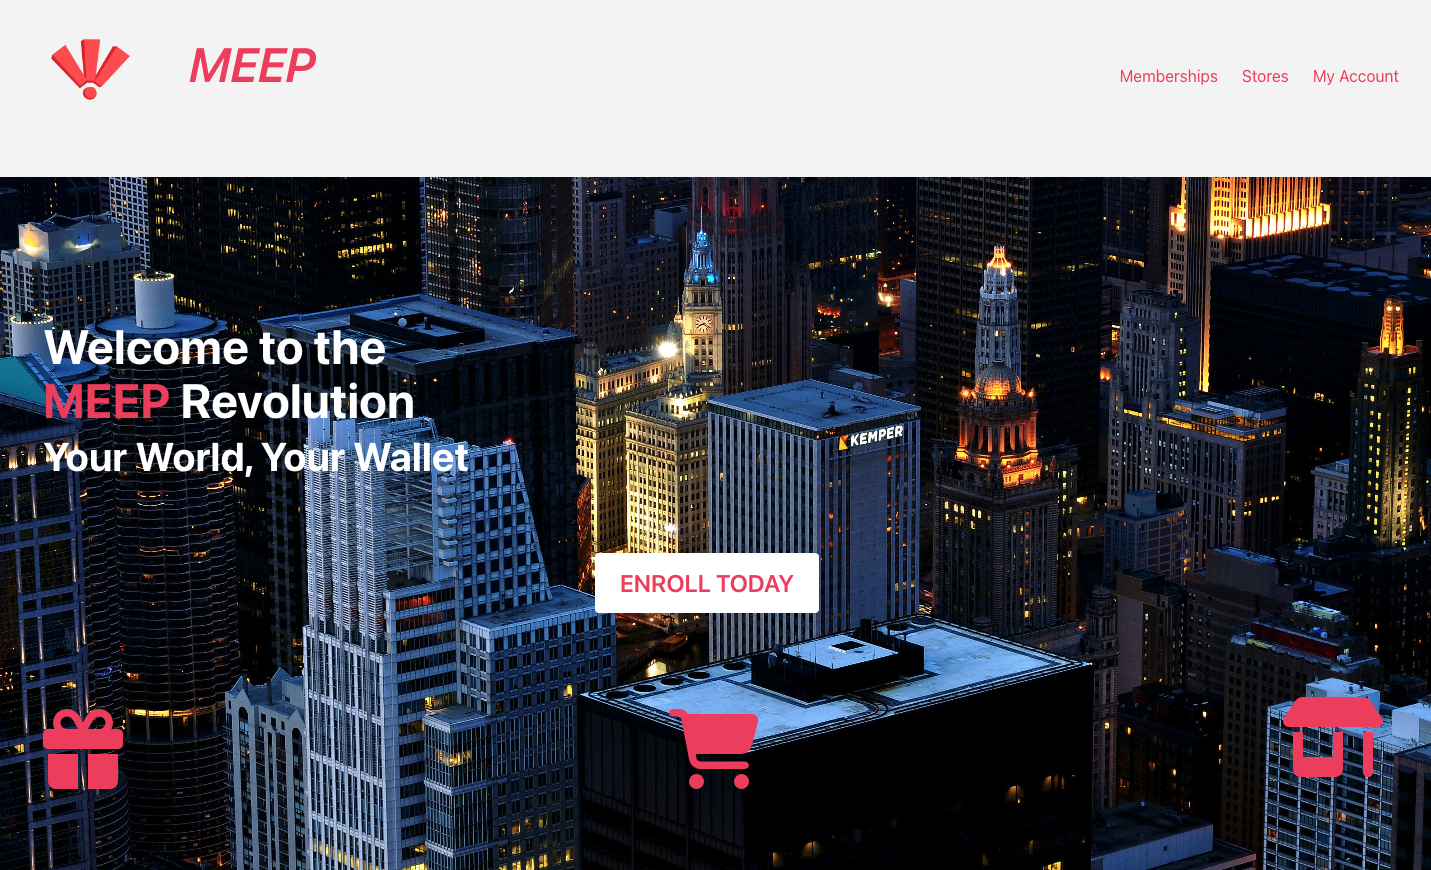 MEEP
Memberships Stores My Account
Welcome to the
MEEP Revolution
Your World, Your Wallet
KEMPER
ENROLL TODAY